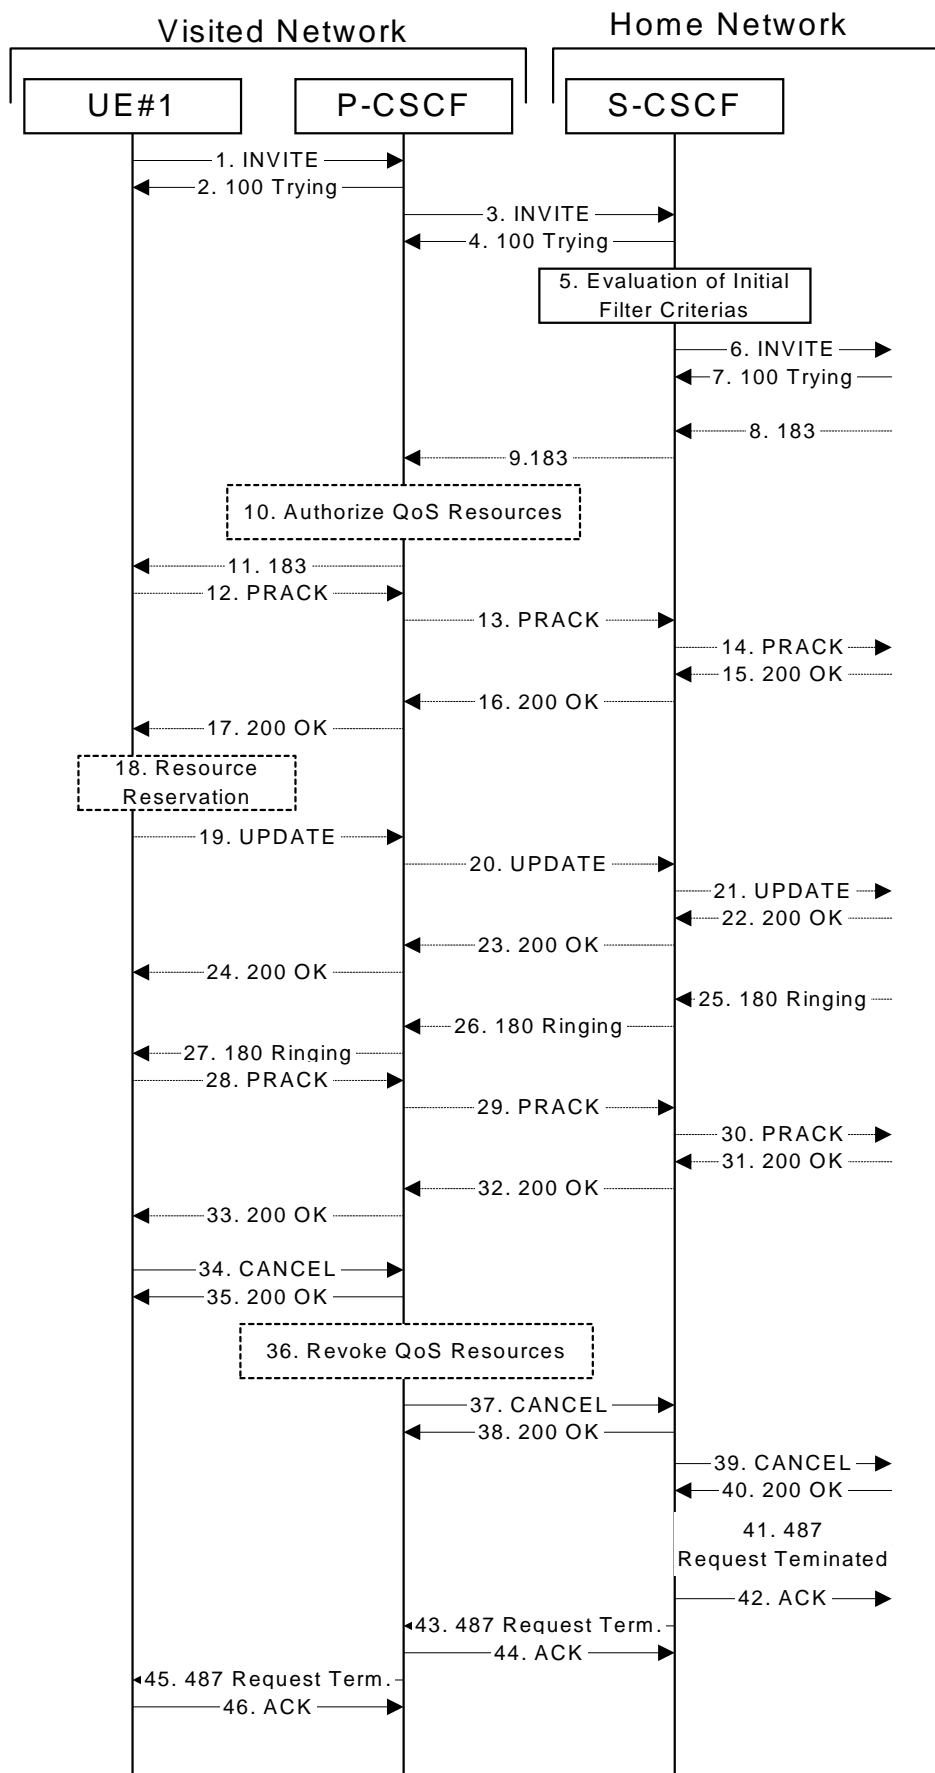 Visited Network
Home Network
UE#1
P-CSCF
S-CSCF
1. INVITE
2. 100 Trying
3. INVITE
4. 100 Trying
5. Evaluation of Initial
Filter Criterias
6. INVITE
7. 100 Trying
8. 183
9.183
10. Authorize QoS Resources
11. 183
12. PRACK
13. PRACK
14. PRACK
15. 200 OK
16. 200 OK
17. 200 OK
18. Resource
Reservation
19. UPDATE
20. UPDATE
21. UPDATE
22. 200 OK
23. 200 OK
24. 200 OK
25. 180 Ringing
26. 180 Ringing
27. 180 Ringing
28. PRACK
29. PRACK
30. PRACK
31. 200 OK
32. 200 OK
33. 200 OK
34. CANCEL
35. 200 OK
36. Revoke QoS Resources
37. CANCEL
38. 200 OK
39. CANCEL
40. 200 OK
41. 487
Request Teminated
42. ACK
43. 487 Request Term.
44. ACK
45. 487 Request Term.
46. ACK